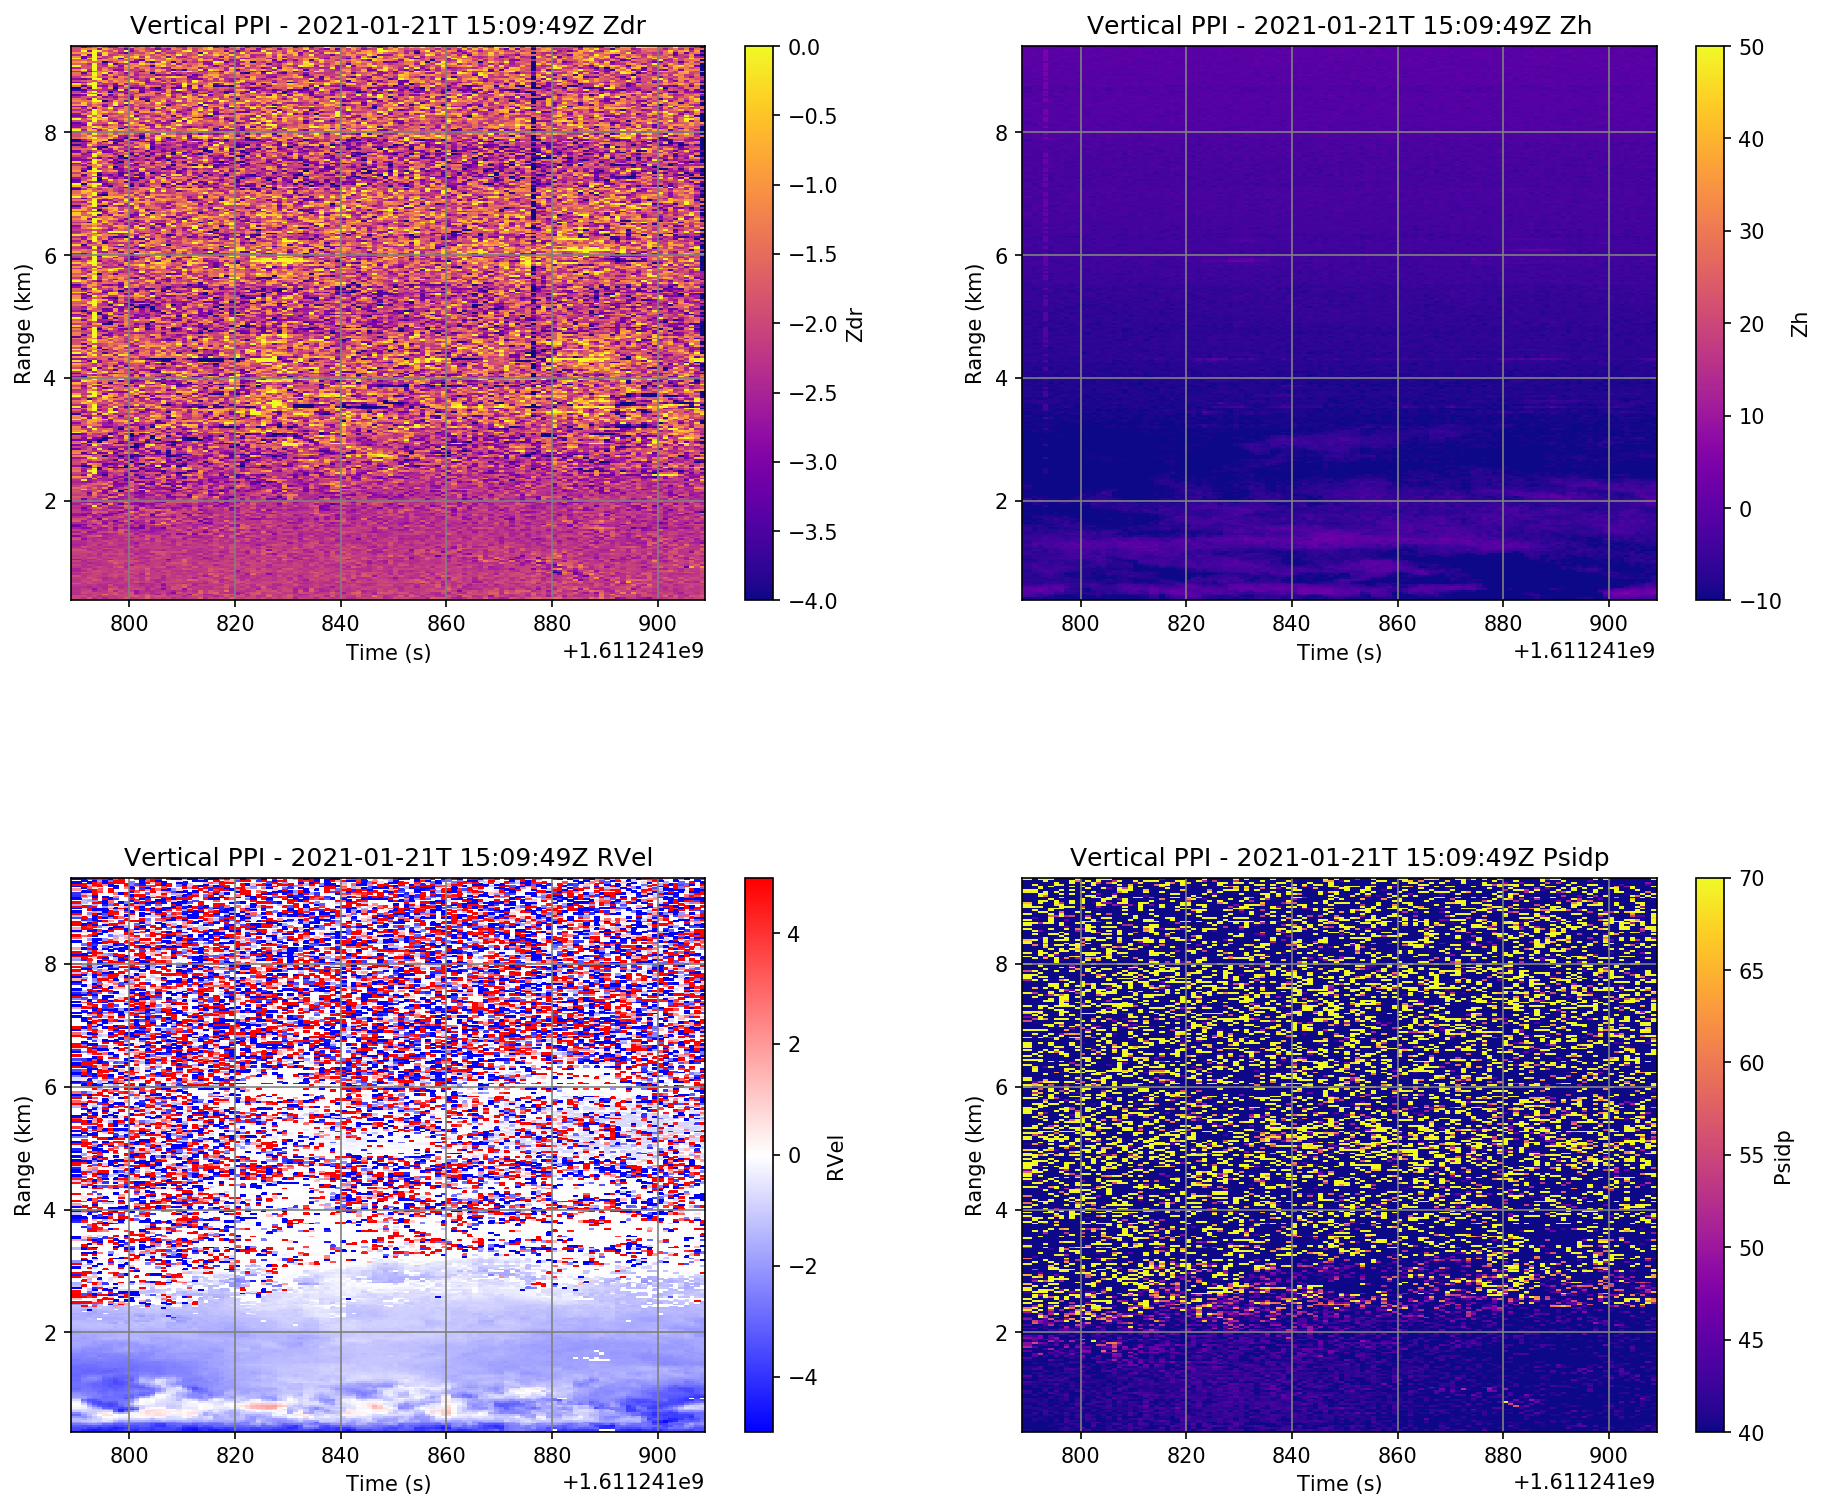 Vertical PPI - 2021-01-21T 15:09:49Z Zdr
Range (km)
8
6
4
2
800 820 840 860 880 900
Time (s)
+1.611241e9
0.0
−0.5
−1.0
−1.5
−2.0
−2.5
−3.0
−3.5
−4.0
Zdr
Vertical PPI - 2021-01-21T 15:09:49Z Zh
Range (km)
8
6
4
2
800 820 840 860 880 900
Time (s)
+1.611241e9
50
40
30
20
10
0
−10
Zh
Vertical PPI - 2021-01-21T 15:09:49Z RVel
Range (km)
8
6
4
2
800 820 840 860 880 900
Time (s)
+1.611241e9
4
2
0
−2
−4
RVel
Vertical PPI - 2021-01-21T 15:09:49Z Psidp
Range (km)
8
6
4
2
800 820 840 860 880 900
Time (s)
+1.611241e9
70
65
60
55
50
45
40
Psidp